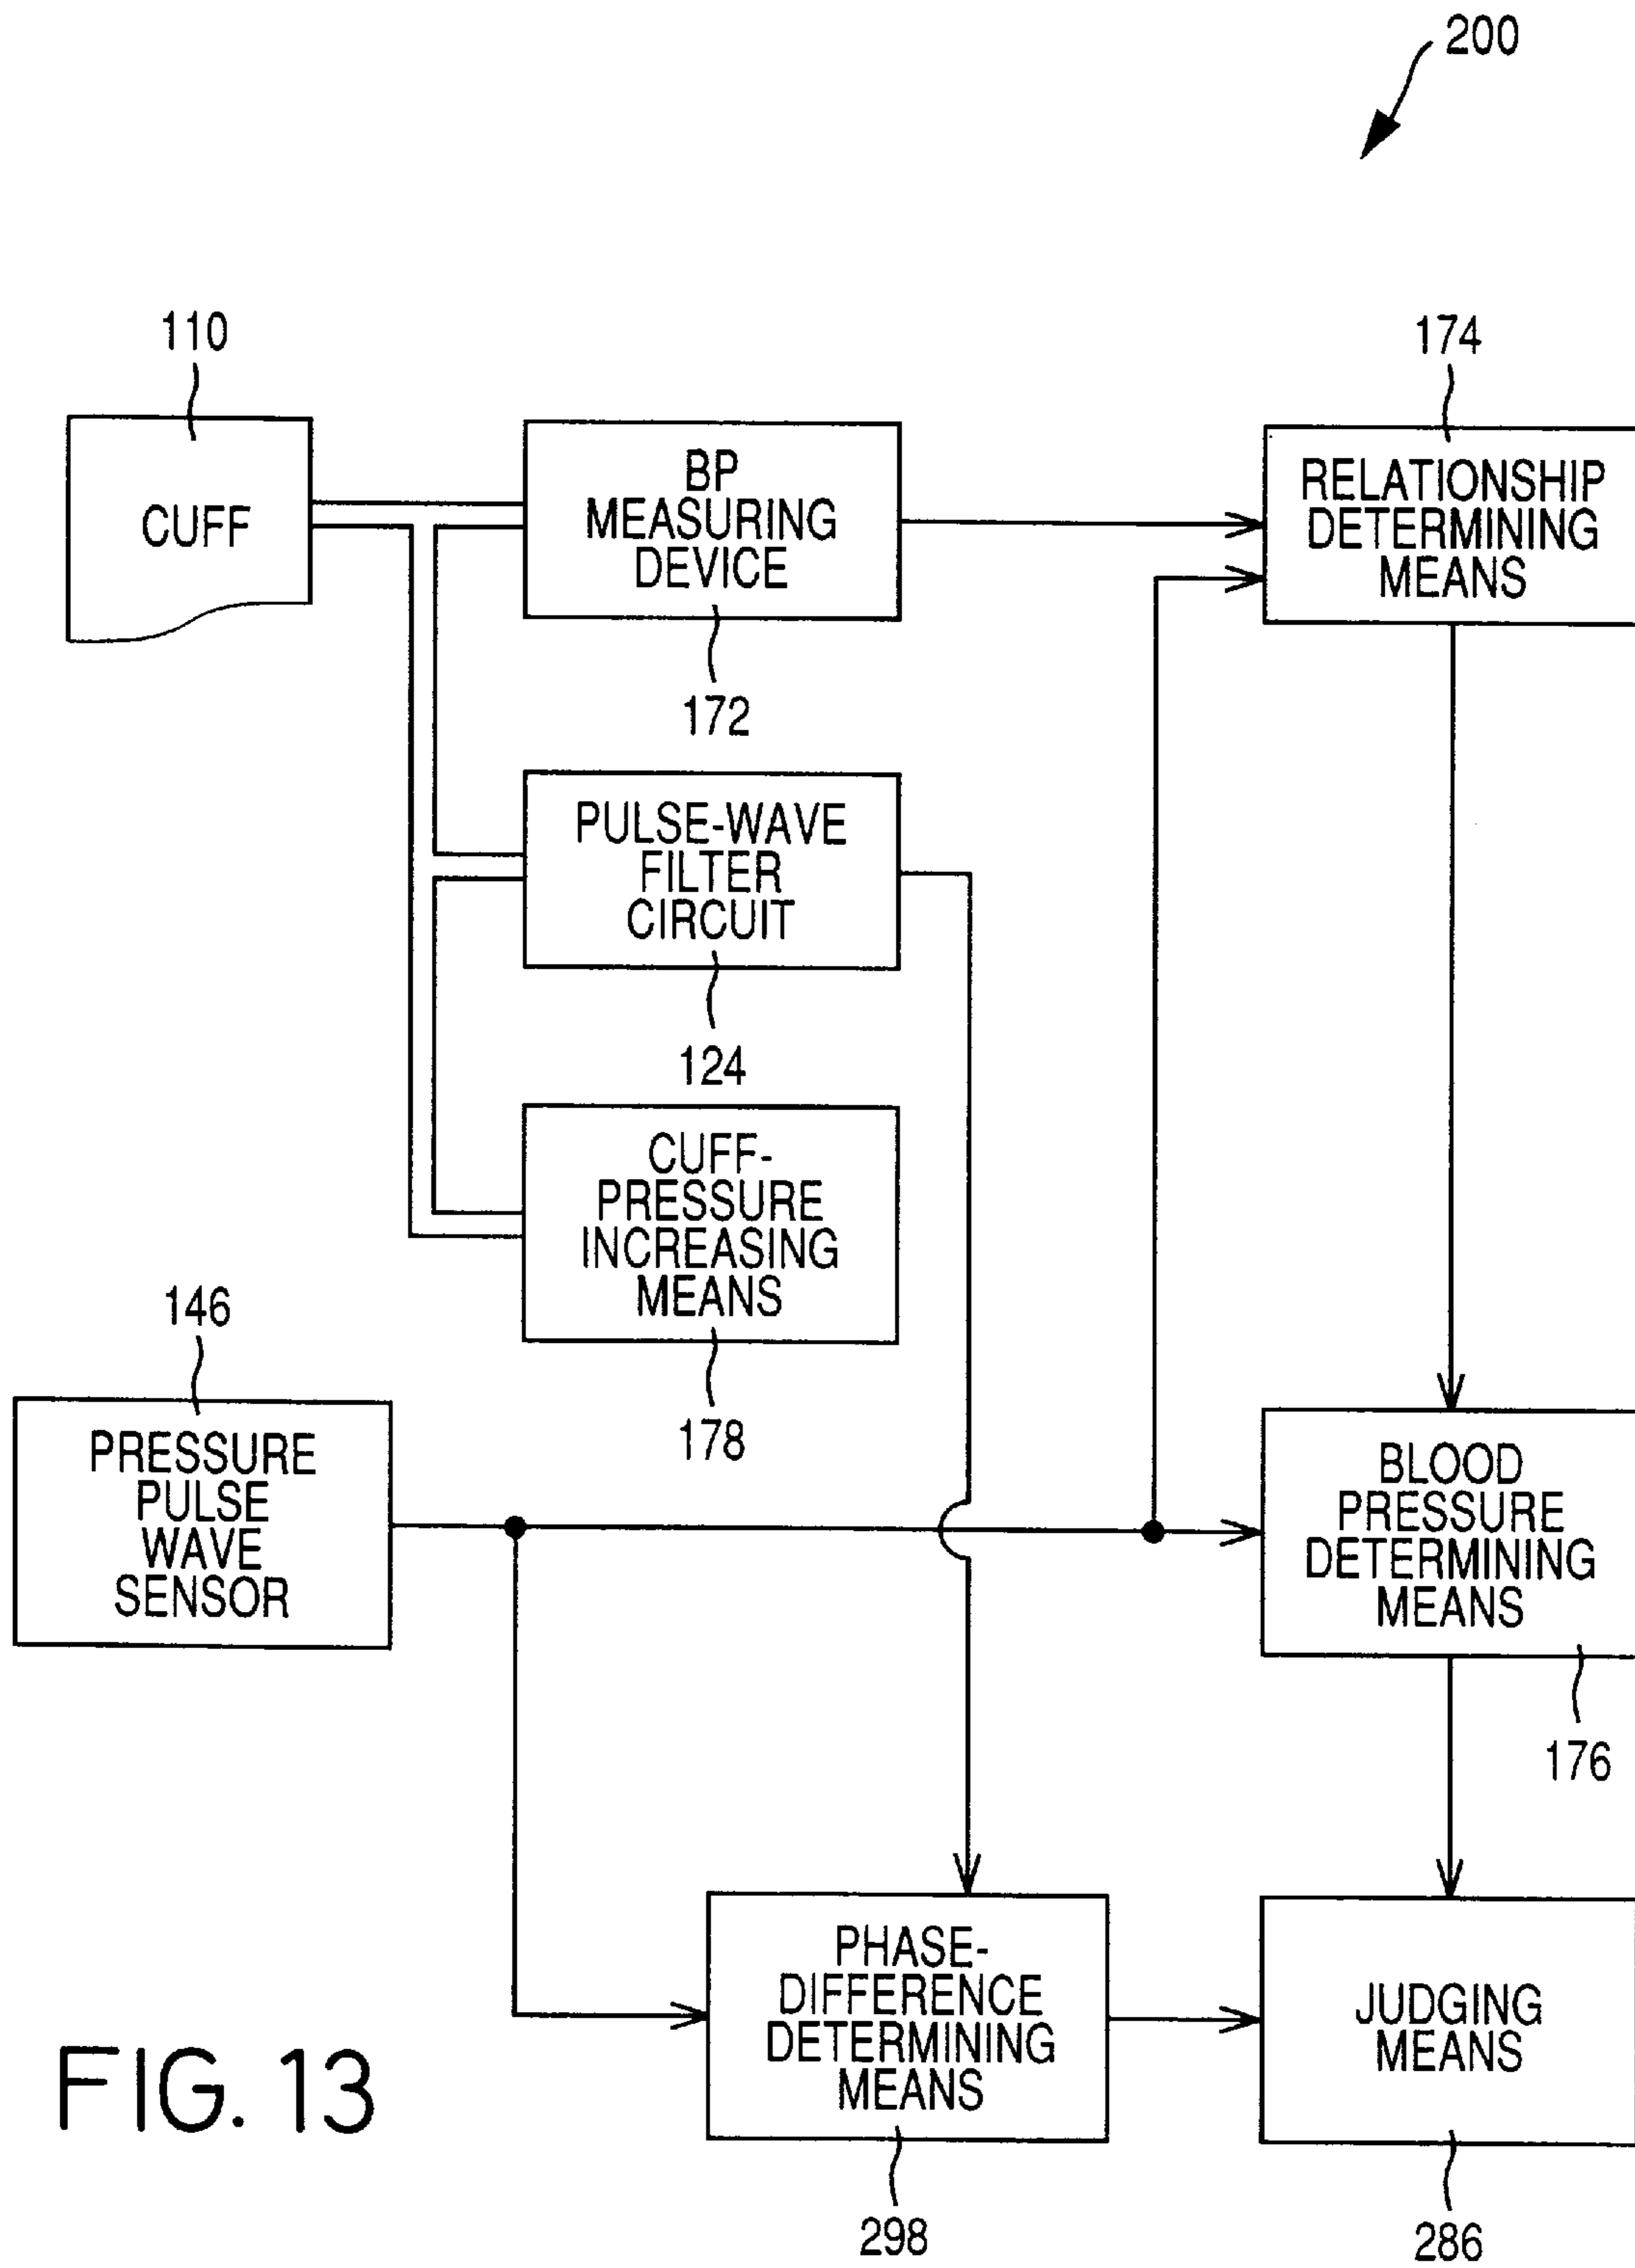 200
110
174
CUFF
BP
MEASURING
DEVICE
RELATIONSHIP
DETERMINING
MEANS
172
PULSE-WAVE
FILTER
CIRCUIT
124
CUFF-
PRESSURE
INCREASING
MEANS
178
146
PRESSURE
PULSE
WAVE
SENSOR
BLOOD
PRESSURE
DETERMINING
MEANS
176
PHASE-
DIFFERENCE
DETERMINING
MEANS
298
JUDGING
MEANS
286
FIG. 13